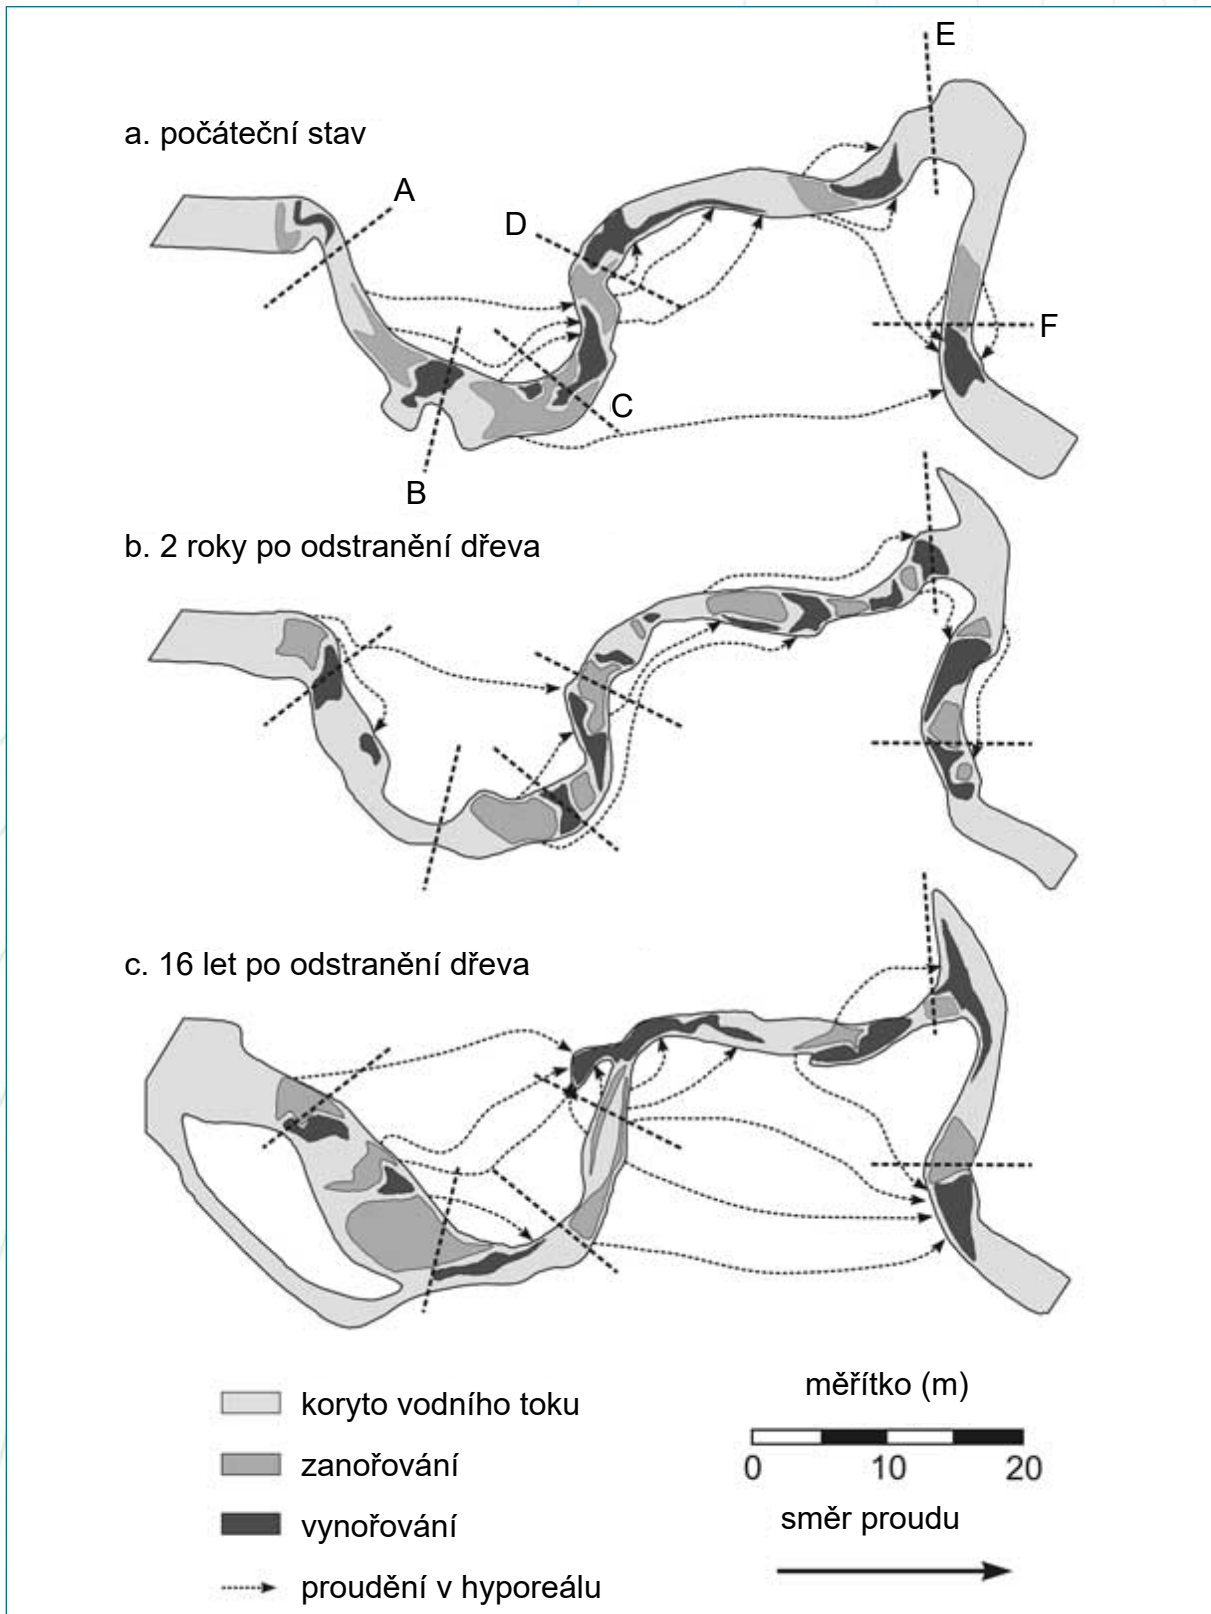 E
a. počáteční stav
A
D
F
C
B
b. 2 roky po odstranění dřeva
c. 16 let po odstranění dřeva
koryto vodního toku
zanořování
vynořování
proudění v hyporeálu
měřítko (m)
0 10 20
směr proudu